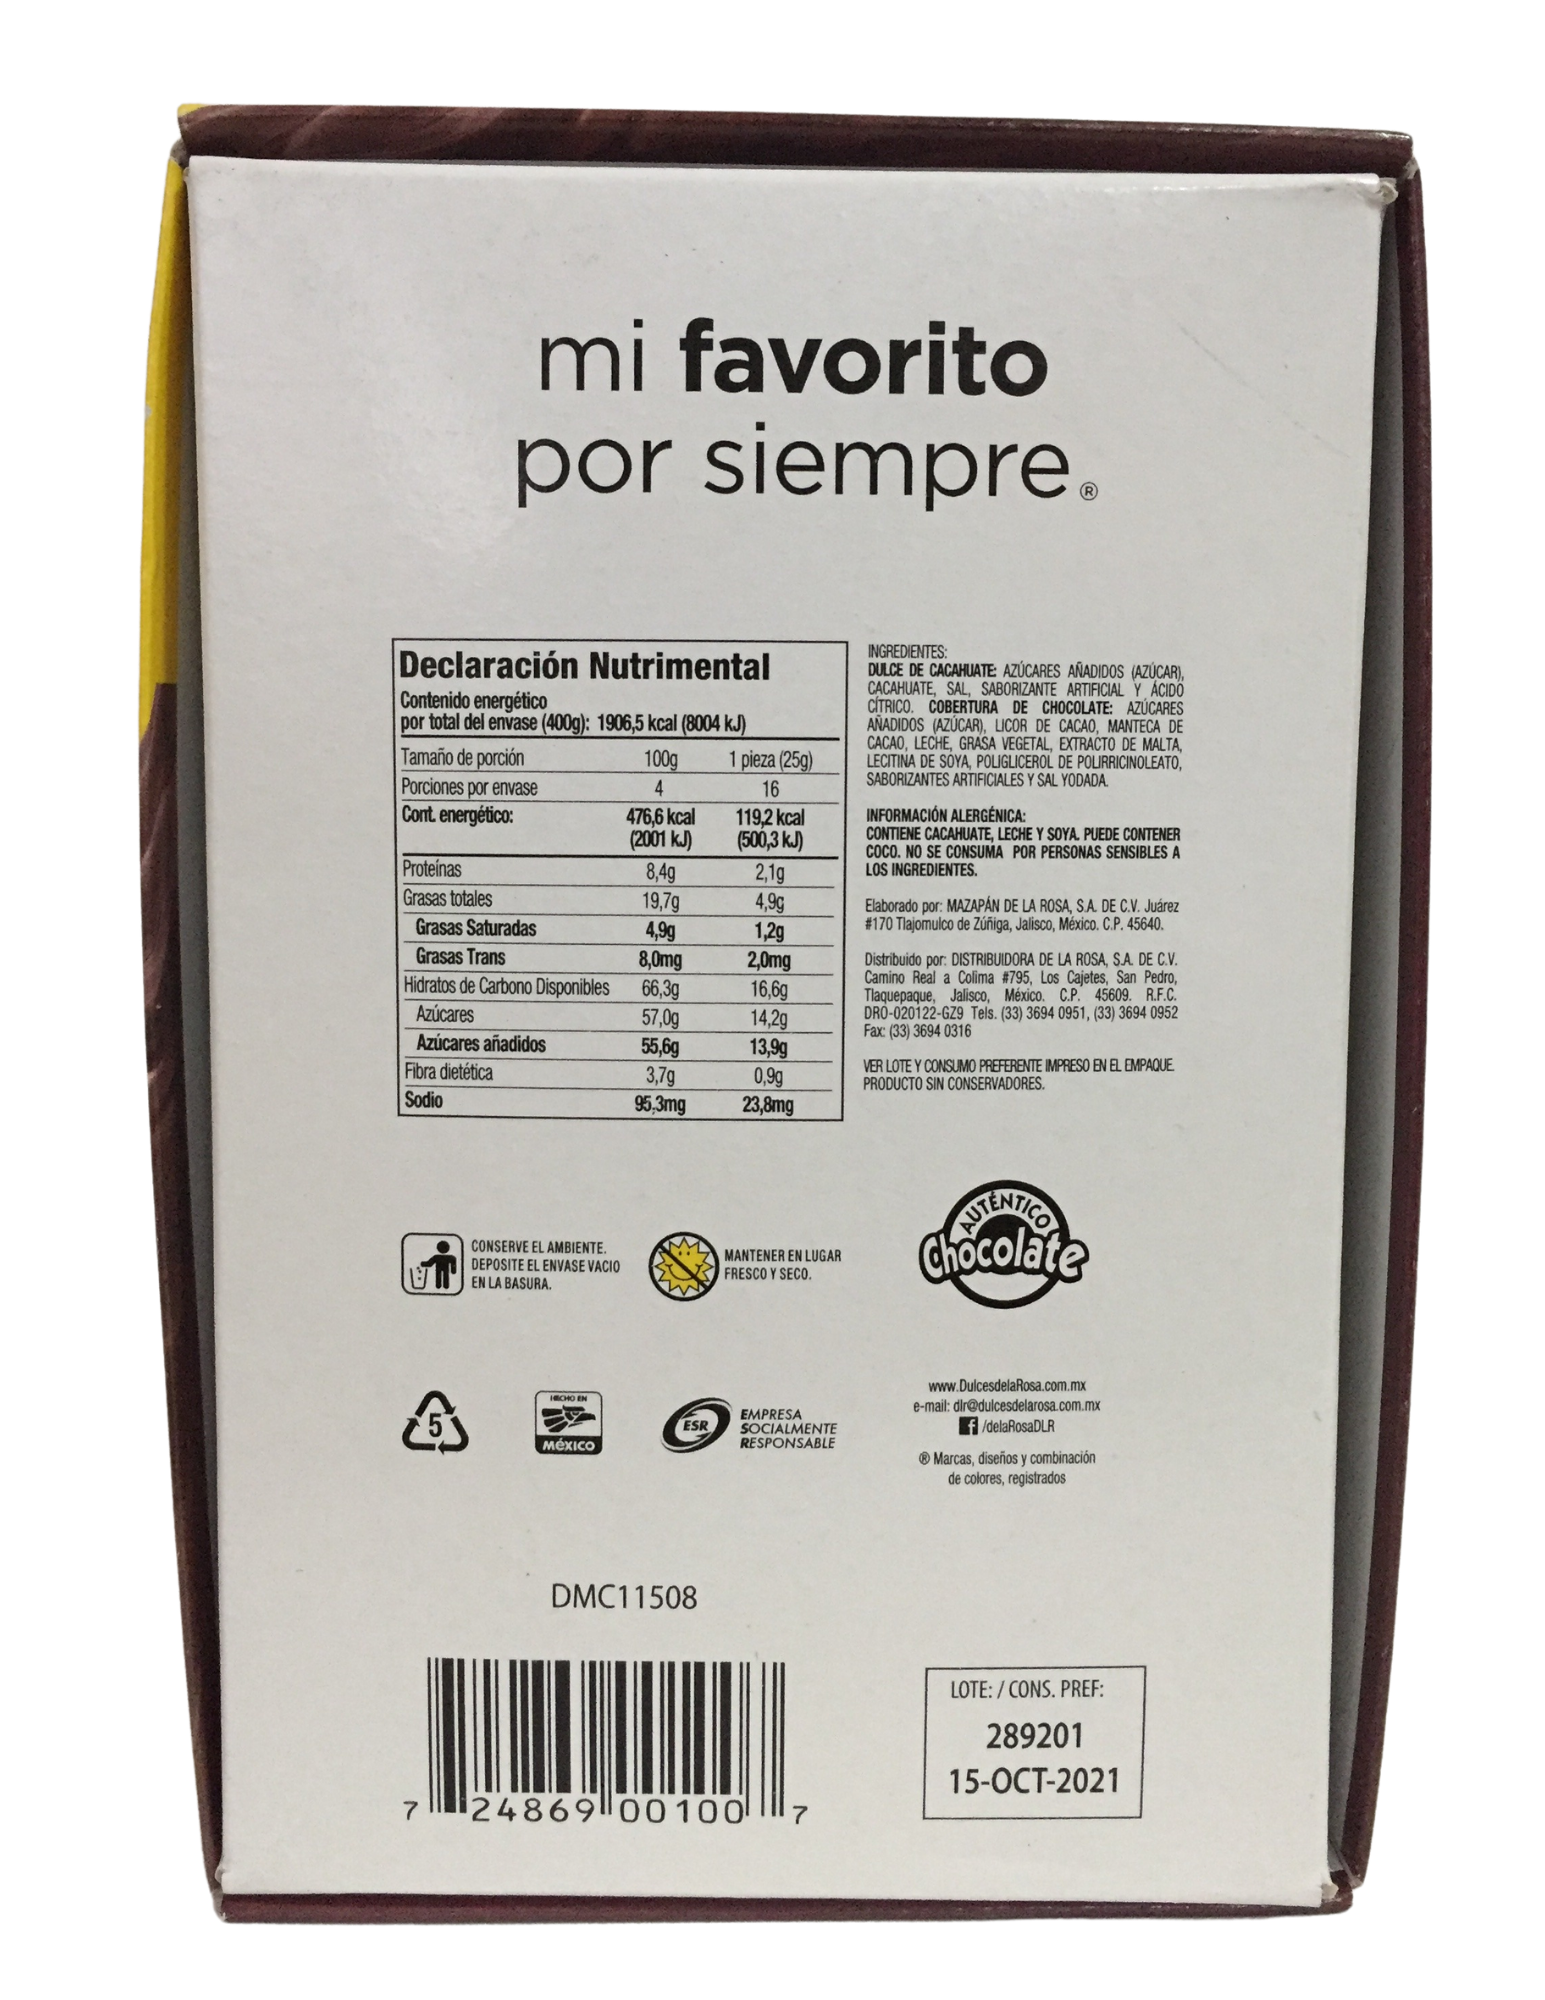 mi favorito
por siempre®
Declaración Nutrimental
Contenido energético
por total del envase (400g): 1906,5 kcal (8004 kJ)
Tamaño de porción 100g 1 pieza (25g)
Porciones por envase 4 16
Cont. energético: 476,6 kcal 119,2 kcal
(2001 kJ) (500,3 kJ)
Proteínas 8,4g 2,1g
Grasas totales 19,7g 4,9g
Grasas Saturadas 4,9g 1,2g
Grasas Trans 8,0mg 2,0mg
Hidratos de Carbono Disponibles 66,3g 16,6g
Azúcares 57,0g 14,2g
Azúcares añadidos 55,6g 13,9g
Fibra dietética 3,7g 0,9g
Sodio 95,3mg 23,8mg
INGREDIENTES:
DULCE DE CACAHUATE: AZÚCARES AÑADIDOS (AZÚCAR),
CACAHUATE, SAL, SABORIZANTE ARTIFICIAL Y ÁCIDO
CÍTRICO. COBERTURA DE CHOCOLATE: AZÚCARES
AÑADIDOS (AZÚCAR), LICOR DE CACAO, MANTECA DE
CACAO, LECHE, GRASA VEGETAL, EXTRACTO DE MALTA,
LECITINA DE SOYA, POLIGLICEROL DE POLIRRICINOLEATO,
SABORIZANTES ARTIFICIALES Y SAL YODADA.
INFORMACIÓN ALERGÉNICA:
CONTIENE CACAHUATE, LECHE Y SOYA. PUEDE CONTENER
COCO. NO SE CONSUMA POR PERSONAS SENSIBLES A
LOS INGREDIENTES.
Elaborado por: MAZAPÁN DE LA ROSA, S.A. DE C.V. Juárez
#170 Tlajomulco de Zúñiga, Jalisco, México. C.P. 45640.
Distribuido por: DISTRIBUIDORA DE LA ROSA, S.A. DE C.V.
Camino Real a Colima #795, Los Cajetes, San Pedro,
Tlaquepaque, Jalisco, México. C.P. 45609. R.F.C.
DRO-020122-GZ9 Tels. (33) 3694 0951, (33) 3694 0952
Fax: (33) 3694 0316
VER LOTE Y CONSUMO PREFERENTE IMPRESO EN EL EMPAQUE.
PRODUCTO SIN CONSERVADORES.
CONSERVE EL AMBIENTE.
DEPOSITE EL ENVASE VACIO
EN LA BASURA.
MANTENER EN LUGAR
FRESCO Y SECO.
AUTÉNTICO
Chocolate
5
HECHO EN
MÉXICO
ESR
EMPRESA
SOCIALMENTE
RESPONSABLE
www.DulcesdelaRosa.com.mx
e-mail: dlr@dulcesdelarosa.com.mx
f /delaRosaDLR
® Marcas, diseños y combinación
de colores, registrados
DMC11508
7 24869 00100 7
LOTE: / CONS. PREF:
289201
15-OCT-2021